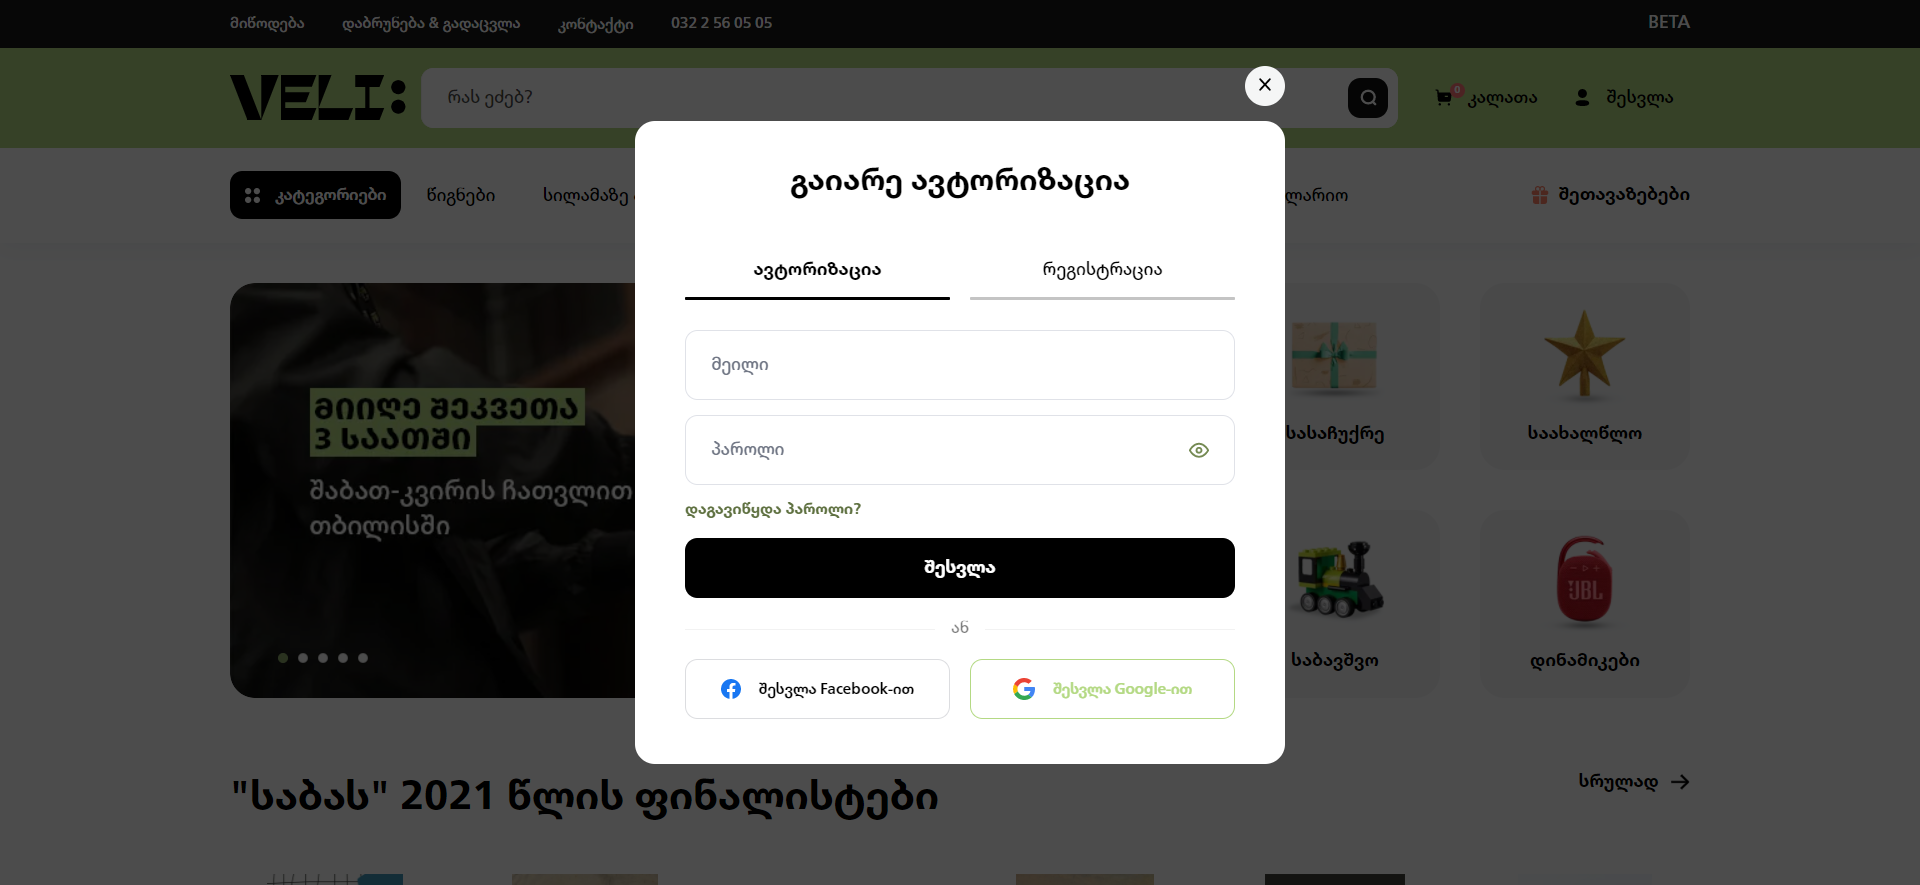 მიწოდება
დაბრუნება & გადაცვლა
კონტაქტი
032 2 56 05 05
BETA
VELI:
რას ეძებ?
0
კალათა
შესვლა
კატეგორიები
წიგნები
სილამაზე
ლარიო
შეთავაზებები
მიიღე შეკვეთა
3 საათში
შაბათ-კვირის ჩათვლით
თბილისში
გაიარე ავტორიზაცია
ავტორიზაცია
რეგისტრაცია
მეილი
პაროლი
დაგავიწყდა პაროლი?
შესვლა
ან
შესვლა Facebook-ით
შესვლა Google-ით
სასაჩუქრე
საახალწლო
JBL
საბავშვო
დინამიკები
"საბას" 2021 წლის ფინალისტები
სრულად